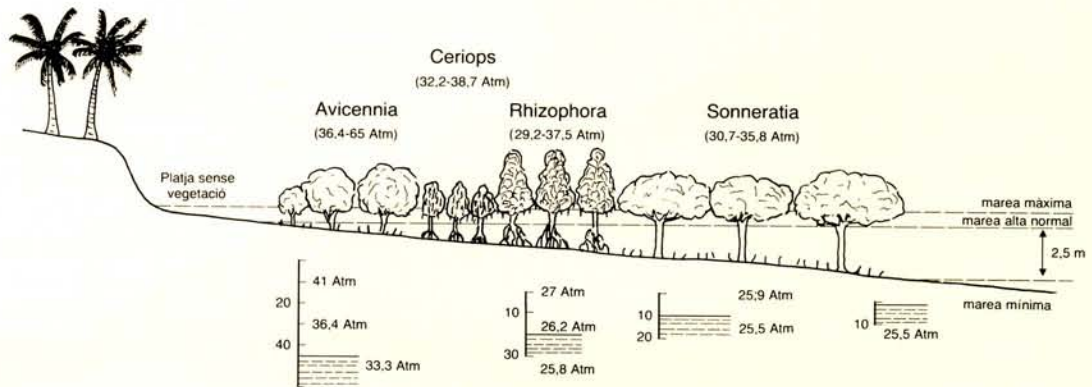 Ceriops
(32,2-38,7 Atm)
Avicennia
(36,4-65 Atm)
Rhizophora
(29,2-37,5 Atm)
Sonneratia
(30,7-35,8 Atm)
Platja sense
vegetació
marea màxima
marea alta normal
2,5 m
marea mínima
41 Atm
20
36,4 Atm
40
33,3 Atm
27 Atm
10
26,2 Atm
30
25,8 Atm
25,9 Atm
10
25,5 Atm
20
10
25,5 Atm